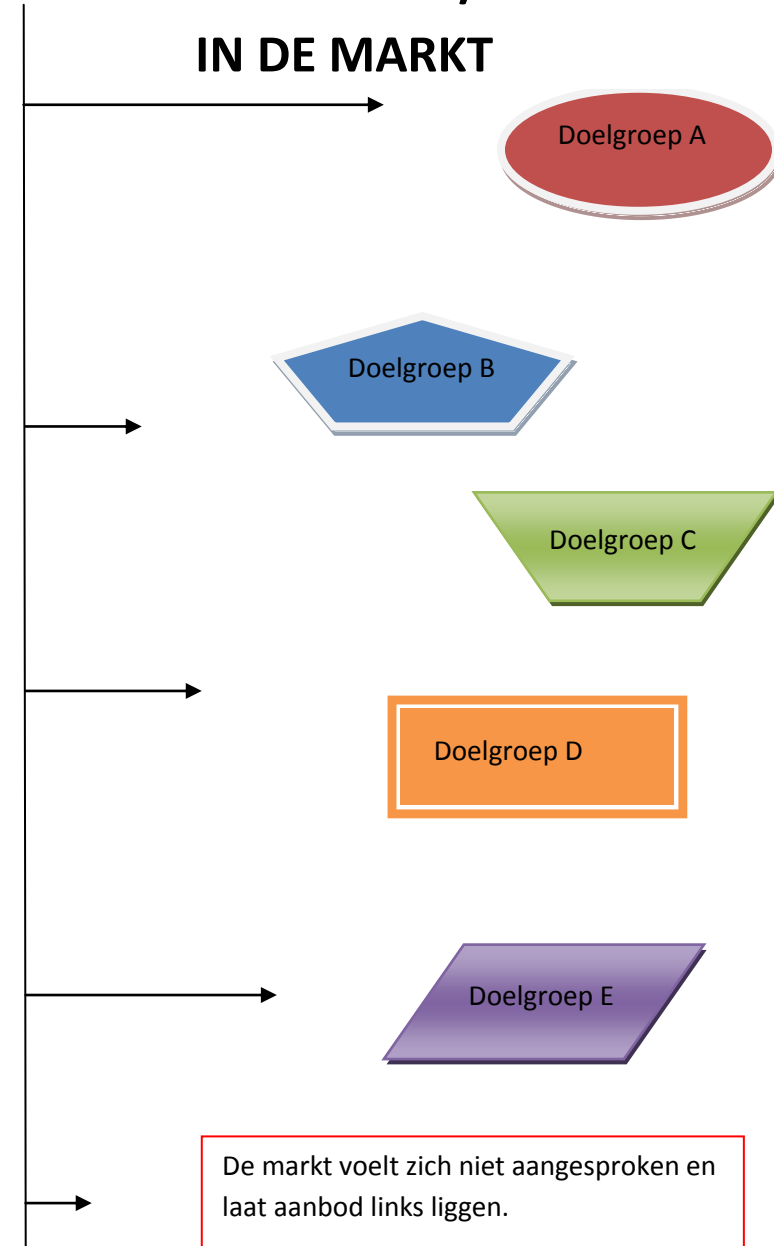 IN DE MARKT
Doelgroep A
Doelgroep B
Doelgroep C
Doelgroep D
Doelgroep E
De markt voelt zich niet aangesproken en
laat aanbod links liggen.